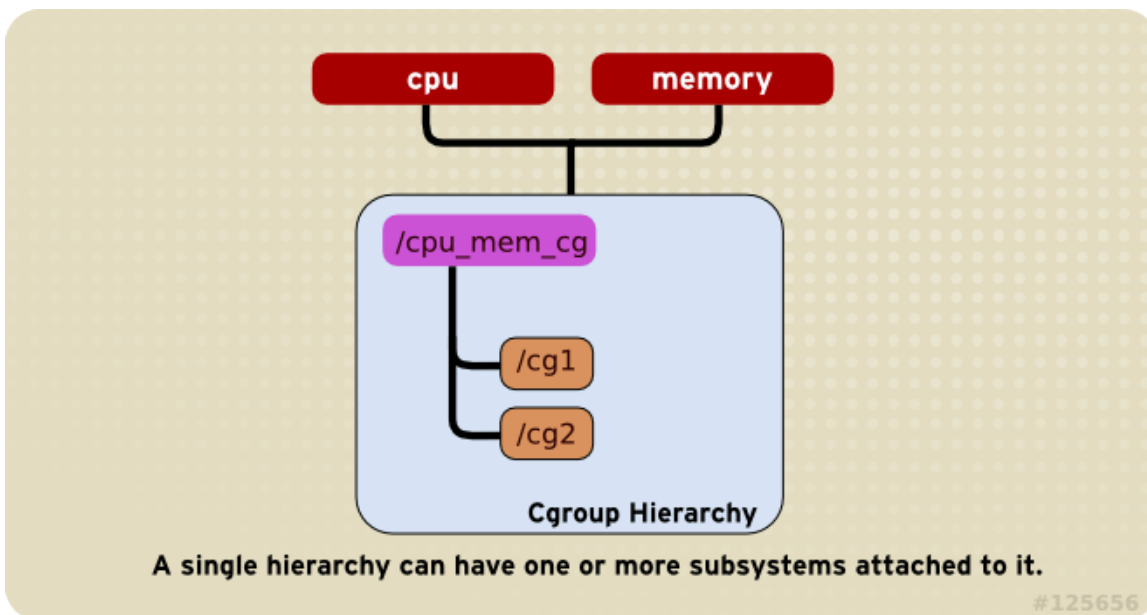 cpu
memory
/cpu_mem_cg
/cg1
/cg2
Cgroup Hierarchy
A single hierarchy can have one or more subsystems attached to it.
#125656